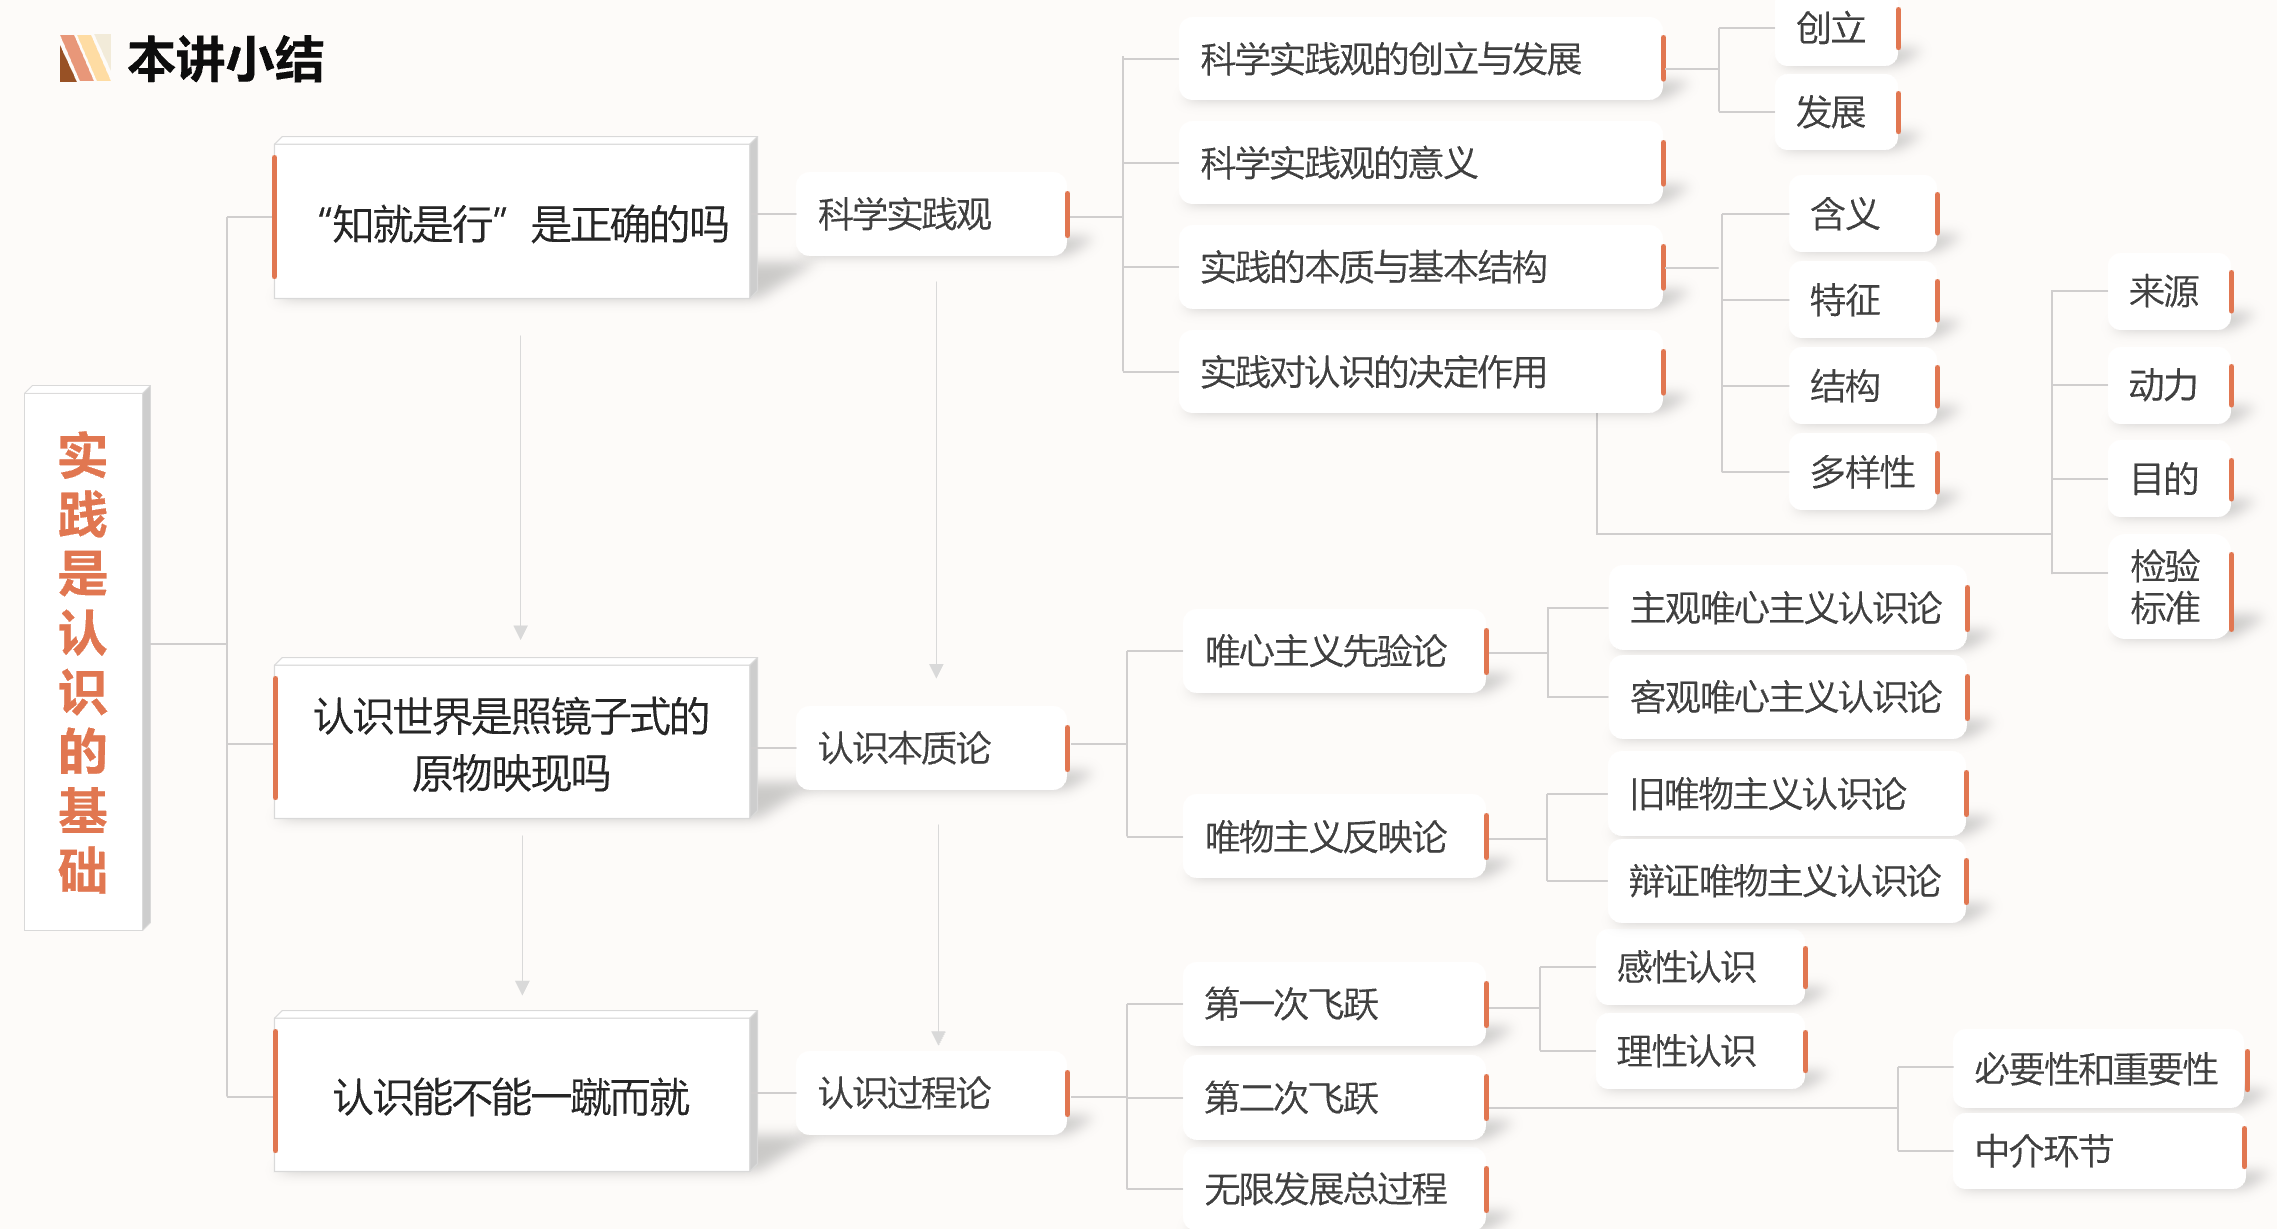 本讲小结
实践是认识的基础
“知就是行”是正确的吗
科学实践观
科学实践观的创立与发展
创立
发展
科学实践观的意义
实践的本质与基本结构
含义
特征
结构
多样性
实践对认识的决定作用
来源
动力
目的
检验
标准
认识世界是照镜子式的
原物映现吗
认识本质论
唯心主义先验论
主观唯心主义认识论
客观唯心主义认识论
唯物主义反映论
旧唯物主义认识论
辩证唯物主义认识论
认识能不能一蹴而就
认识过程论
第一次飞跃
感性认识
理性认识
第二次飞跃
必要性和重要性
中介环节
无限发展总过程